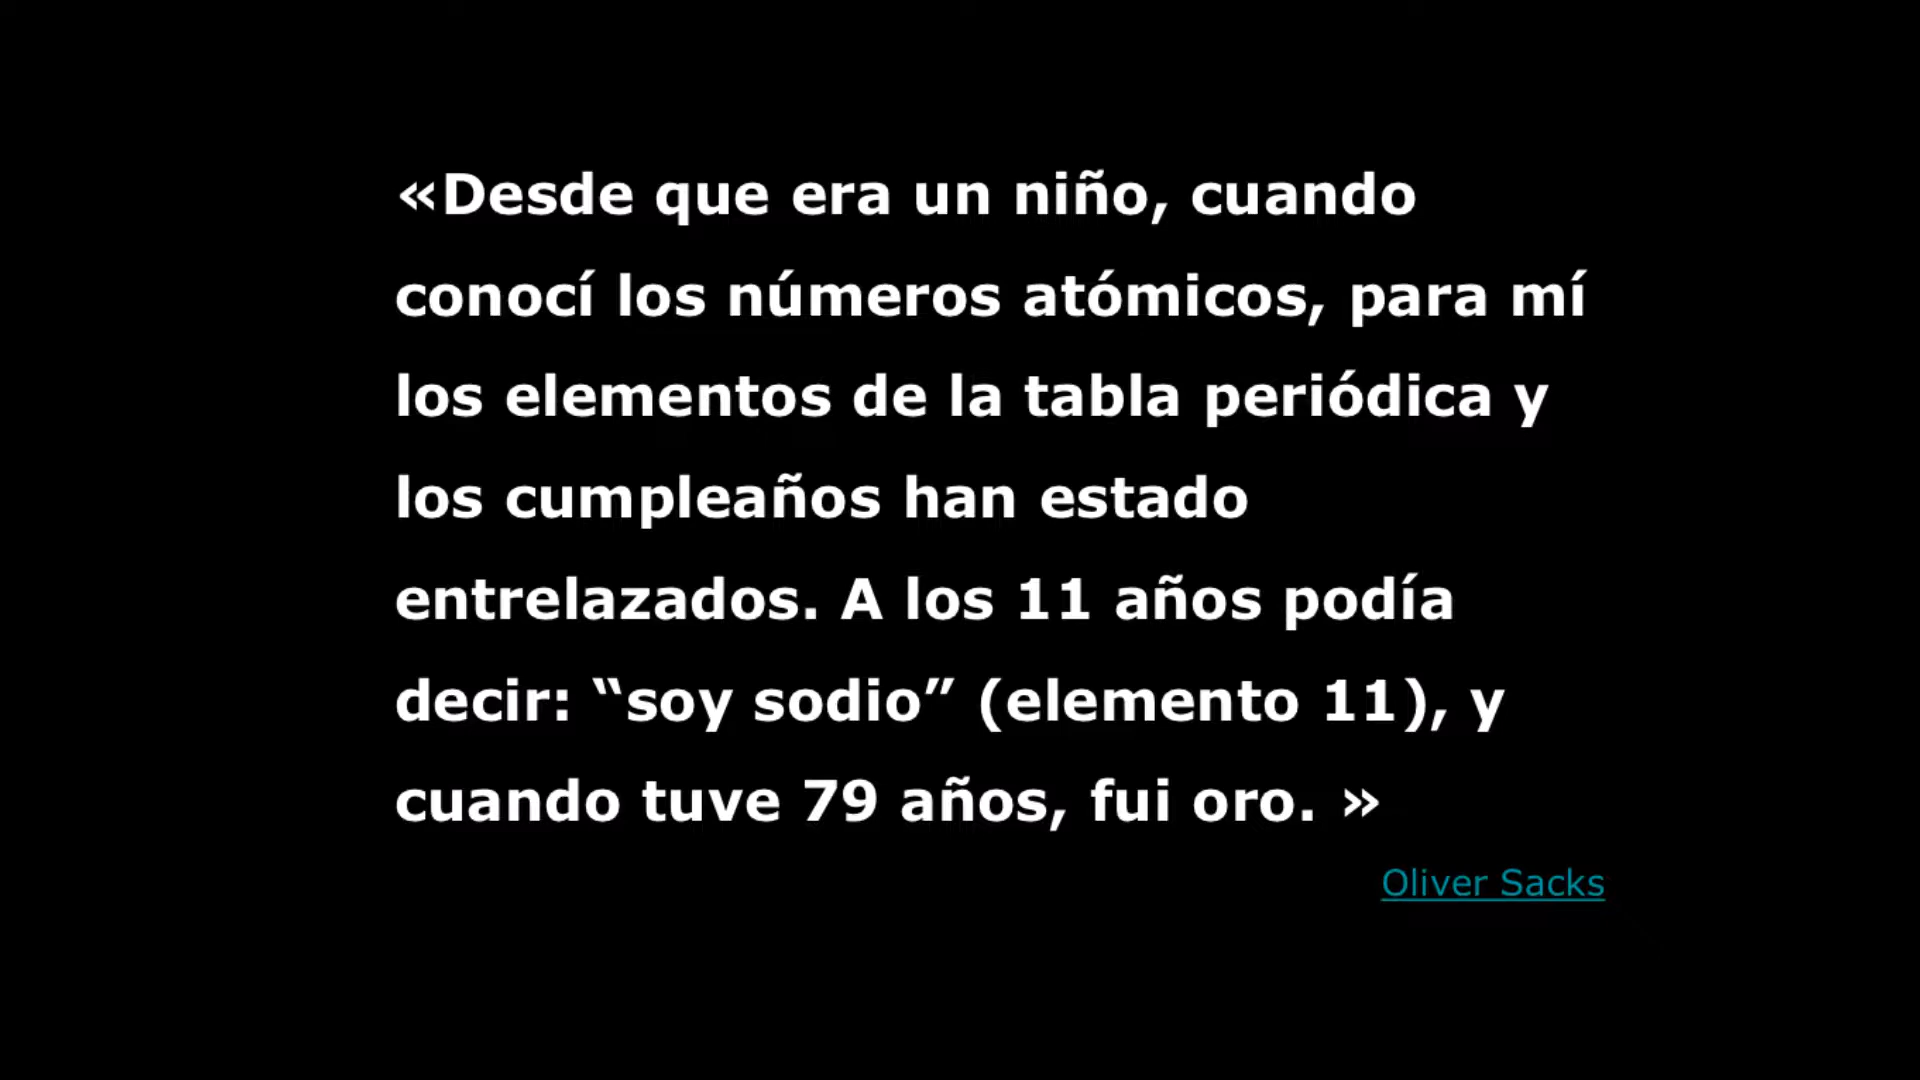 «Desde que era un niño, cuando
conocí los números atómicos, para mí
los elementos de la tabla periódica y
los cumpleaños han estado
entrelazados. A los 11 años podía
decir: “soy sodio” (elemento 11), y
cuando tuve 79 años, fui oro. »
Oliver Sacks